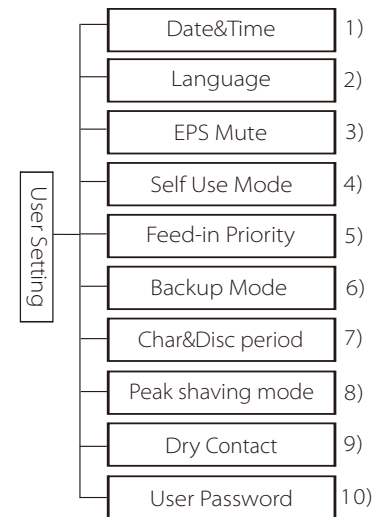 User Setting
Date&Time 1)
Language 2)
EPS Mute 3)
Self Use Mode 4)
Feed-in Priority 5)
Backup Mode 6)
Char&Disc period 7)
Peak shaving mode 8)
Dry Contact 9)
User Password 10)